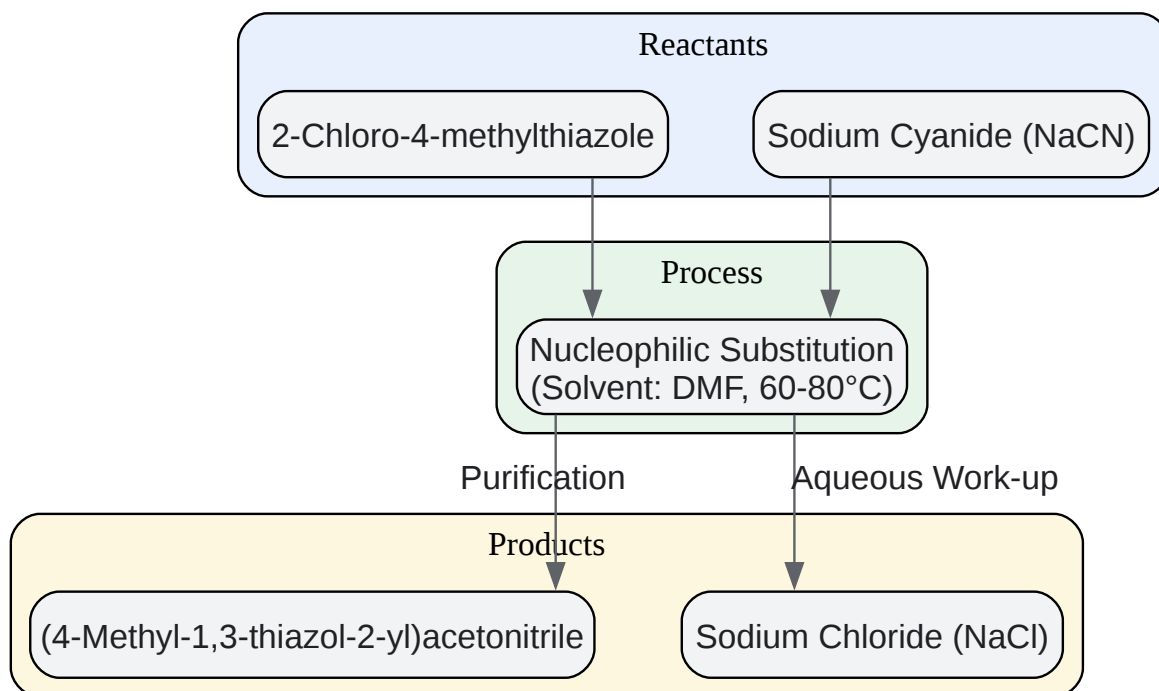 Reactants
2-Chloro-4-methylthiazole
Sodium Cyanide (NaCN)
Process
Nucleophilic Substitution
(Solvent: DMF, 60-80°C)
Purification
Aqueous Work-up
Products
(4-Methyl-1,3-thiazol-2-yl)acetonitrile
Sodium Chloride (NaCl)